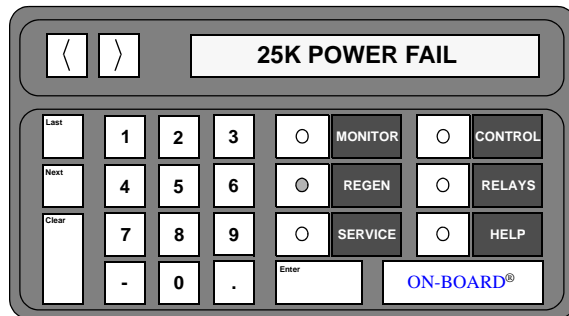 〈 〉 25K POWER FAIL
Last 1 2 3 MONITOR CONTROL
Next 4 5 6 REGEN RELAYS
Clear 7 8 9 SERVICE HELP
- 0 . Enter ON-BOARD®